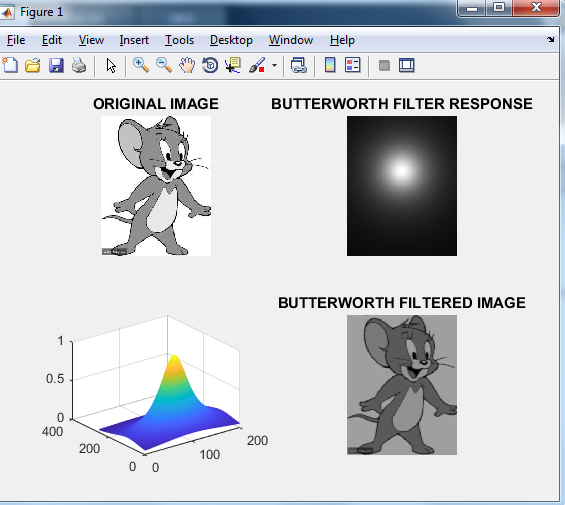 Figure 1
File Edit View Insert Tools Desktop Window Help
ORIGINAL IMAGE
BUTTERWORTH FILTER RESPONSE
BUTTERWORTH FILTERED IMAGE
1
0.5
0
400
200
0
0
100
200